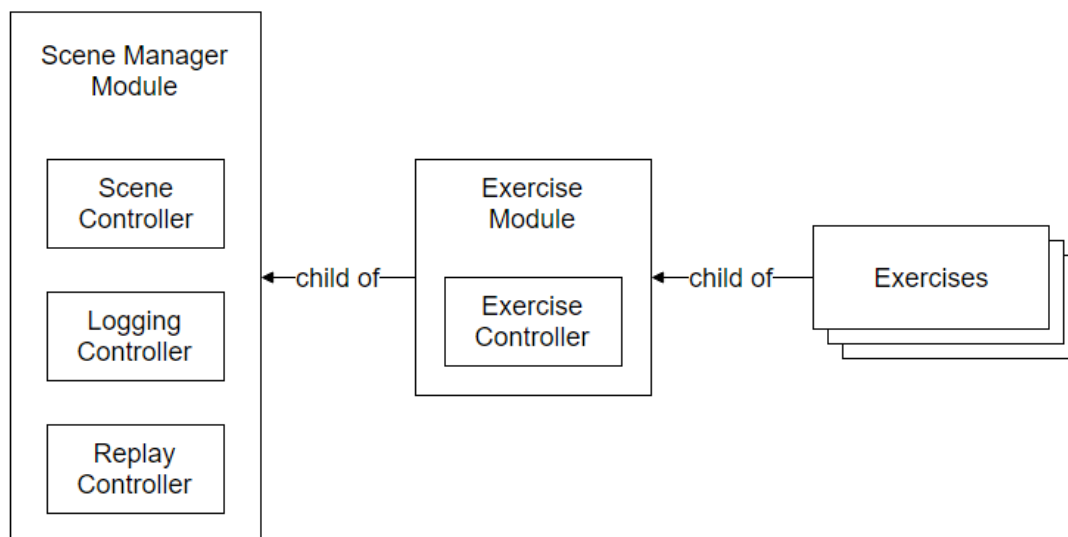 Scene Manager
Module
Scene
Controller
Logging
Controller
Replay
Controller
child of
Exercise
Module
Exercise
Controller
child of
Exercises